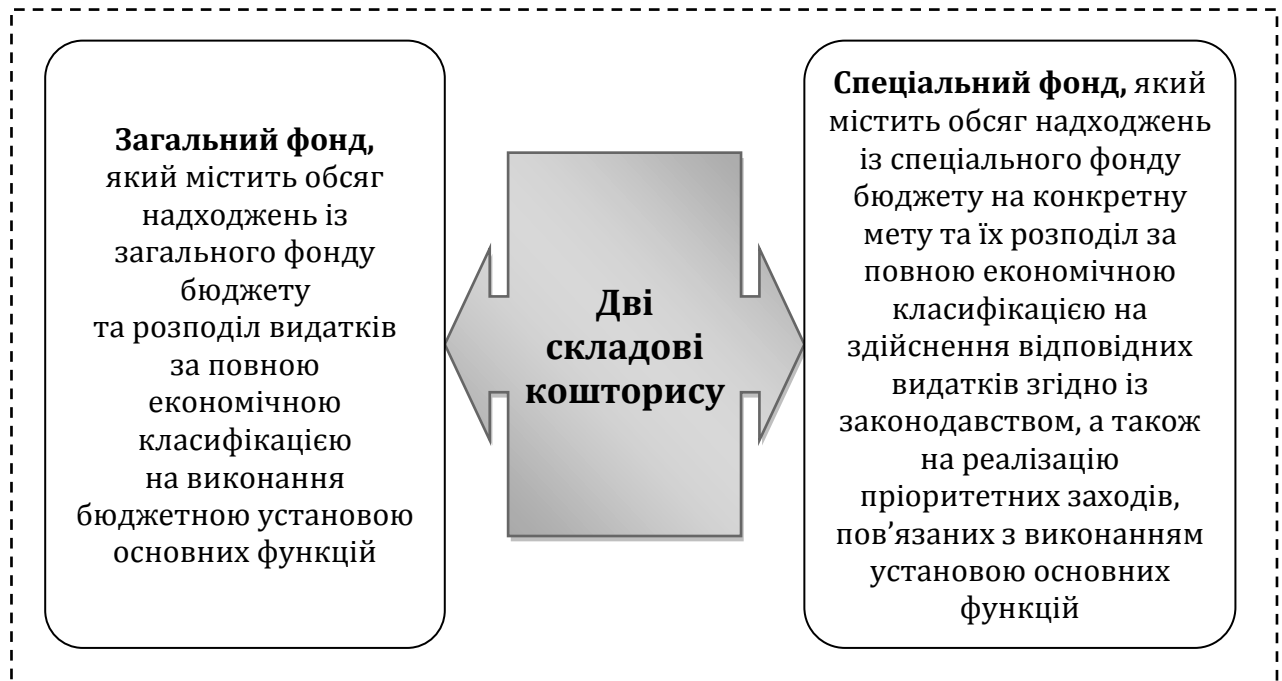 Загальний фонд,
який містить обсяг
надходжень із
загального фонду
бюджету
та розподіл видатків
за повною
економічною
класифікацією
на виконання
бюджетною установою
основних функцій
Дві
складові
кошторису
Спеціальний фонд, який
містить обсяг надходжень
із спеціального фонду
бюджету на конкретну
мету та їх розподіл за
повною економічною
класифікацією на
здійснення відповідних
видатків згідно із
законодавством, а також
на реалізацію
пріоритетних заходів,
пов’язаних з виконанням
установою основних
функцій